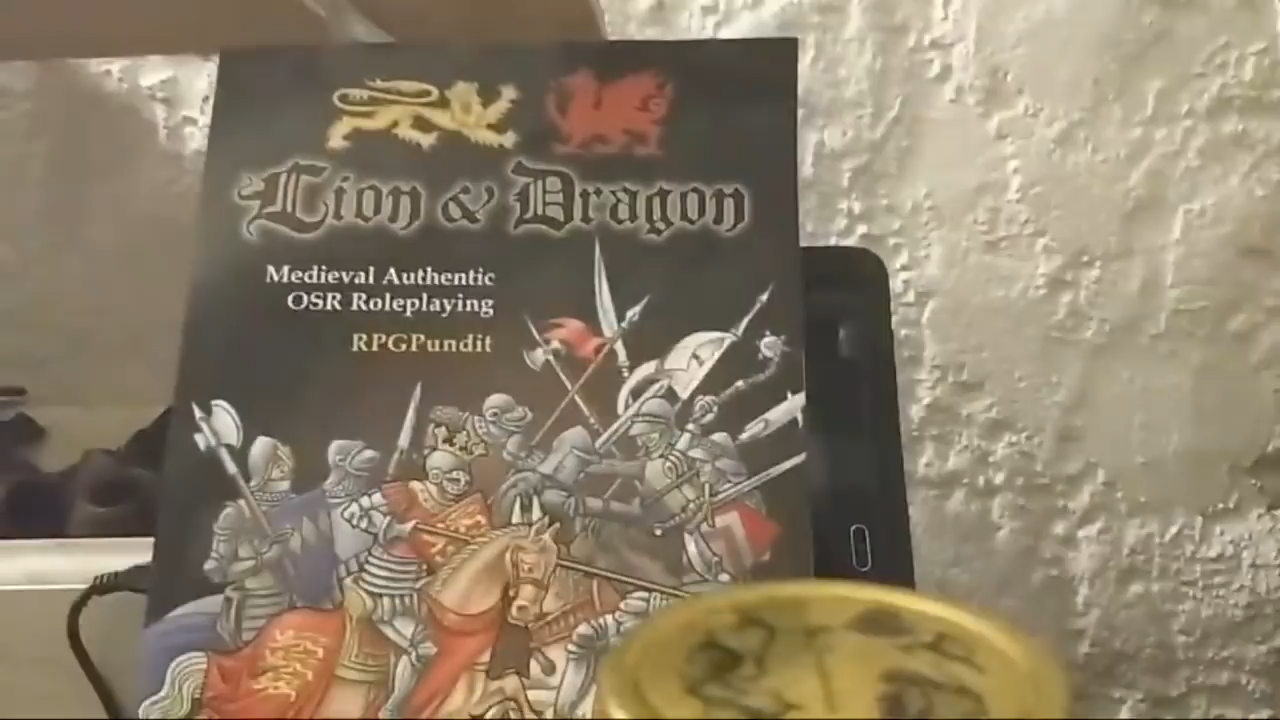 Lion & Dragon
Medieval Authentic
OSR Roleplaying
RPGPundit